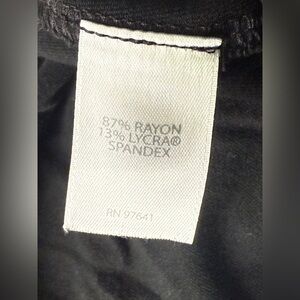 87% RAYON
13% LYCRA®
SPANDEX
RN 97641